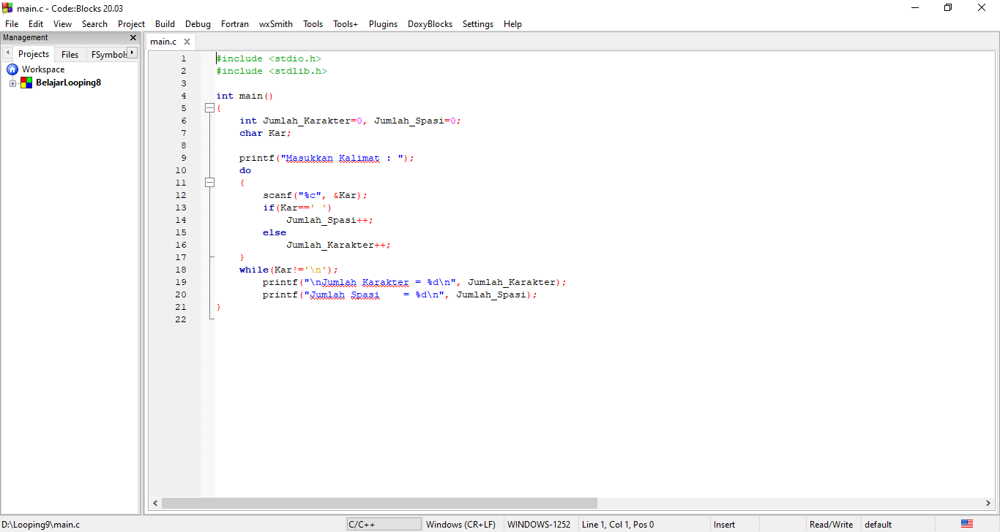 main.c - Code::Blocks 20.03
File Edit View Search Project Build Debug Fortran wxSmith Tools Tools+ Plugins DoxyBlocks Settings Help
Management
Projects Files FSymbols
Workspace
BelajarLooping8
main.c
1 #include <stdio.h>
2 #include <stdlib.h>
3
4 int main()
5 {
6 int Jumlah_Karakter=0, Jumlah_Spasi=0;
7 char Kar;
8
9 printf("Masukkan Kalimat : ");
10 do
11 {
12 scanf("%c", &Kar);
13 if(Kar==' ')
14 Jumlah_Spasi++;
15 else
16 Jumlah_Karakter++;
17 }
18 while(Kar!='\n');
19 printf("\nJumlah Karakter = %d\n", Jumlah_Karakter);
20 printf("Jumlah Spasi    = %d\n", Jumlah_Spasi);
21 }
22
D:\Looping9\main.c C/C++ Windows (CR+LF) WINDOWS-1252 Line 1, Col 1, Pos 0 Insert Read/Write default